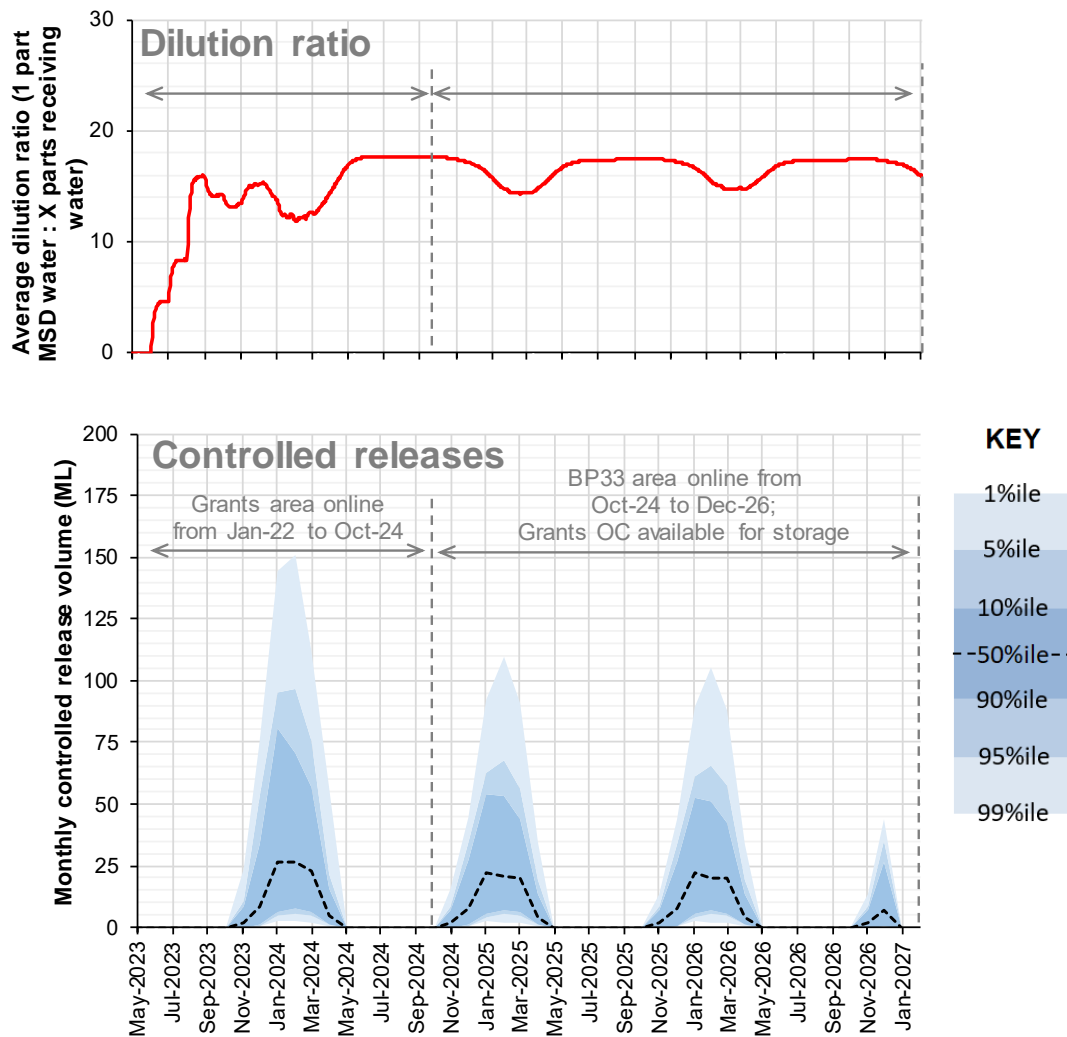 30
Dilution ratio
20
10
0
Average dilution ratio (1 part
MSD water : X parts receiving
water)
200
Controlled releases
175
150
125
100
75
50
25
0
Monthly controlled release volume (ML)
Grants area online
from Jan-22 to Oct-24
BP33 area online from
Oct-24 to Dec-26;
Grants OC available for storage
May-2023
Jul-2023
Sep-2023
Nov-2023
Jan-2024
Mar-2024
May-2024
Jul-2024
Sep-2024
Nov-2024
Jan-2025
Mar-2025
May-2025
Jul-2025
Sep-2025
Nov-2025
Jan-2026
Mar-2026
May-2026
Jul-2026
Sep-2026
Nov-2026
Jan-2027
KEY
1%ile
5%ile
10%ile
50%ile
90%ile
95%ile
99%ile